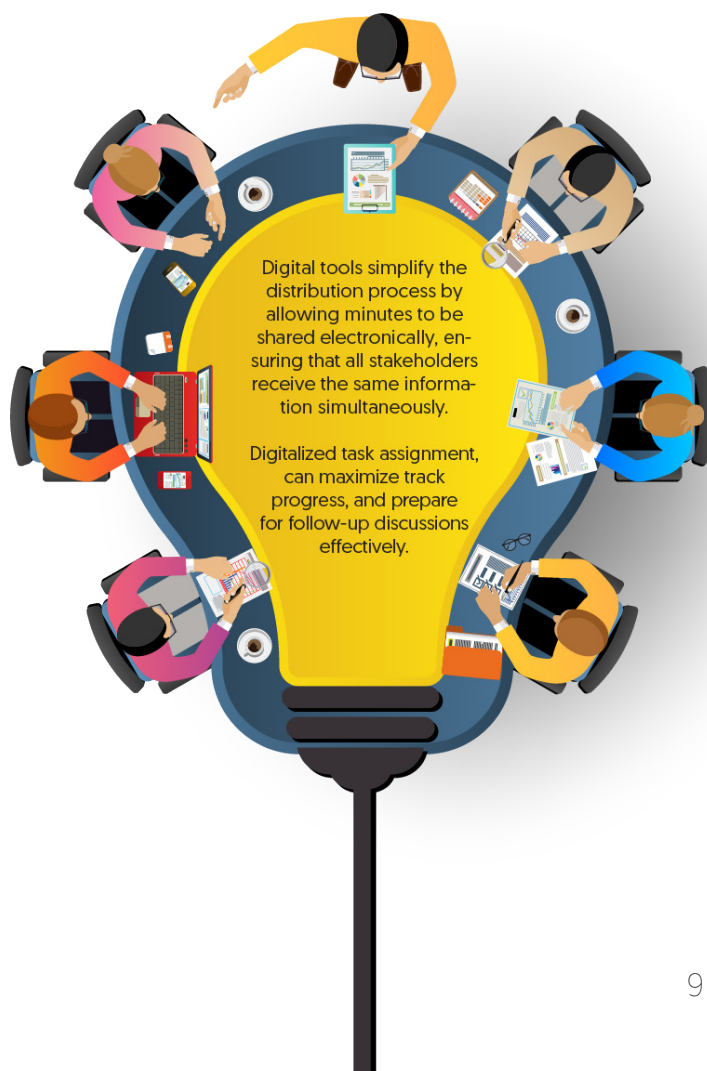 Digital tools simplify the
distribution process by
allowing minutes to be
shared electronically, en-
suring that all stakeholders
receive the same informa-
tion simultaneously.
Digitalized task assignment,
can maximize track
progress, and prepare
for follow-up discussions
effectively.
9